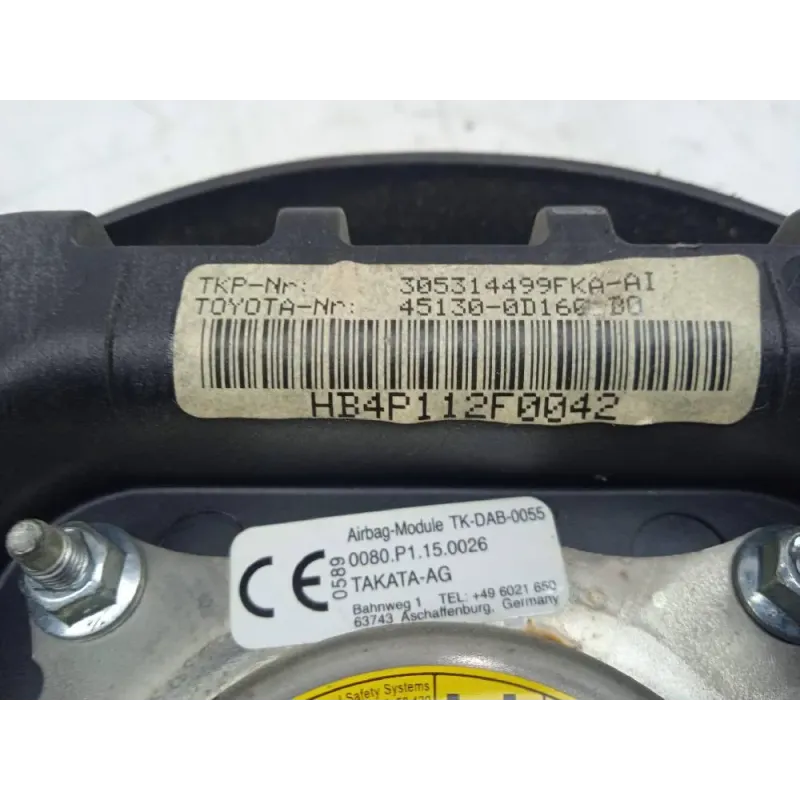 TKP-Nr: 305314499FKA-AI
TOYOTA-Nr: 45130-0D160-B0
HB4P112F0042
Airbag-Module TK-DAB-0055
CE 0589 0080.P1.15.0026
TAKATA-AG
Bahnweg 1 TEL: +49 6021 650
63743 Aschaffenburg, Germany
Safety Systems